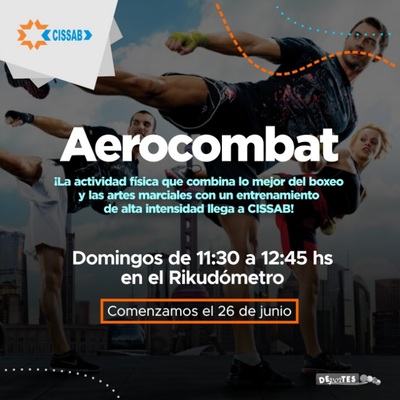 CISSAB
Aerocombat
¡La actividad física que combina lo mejor del boxeo
y las artes marciales con un entrenamiento
de alta intensidad llega a CISSAB!
Domingos de 11:30 a 12:45 hs
en el Rikudómetro
Comenzamos el 26 de junio
DEPORTES